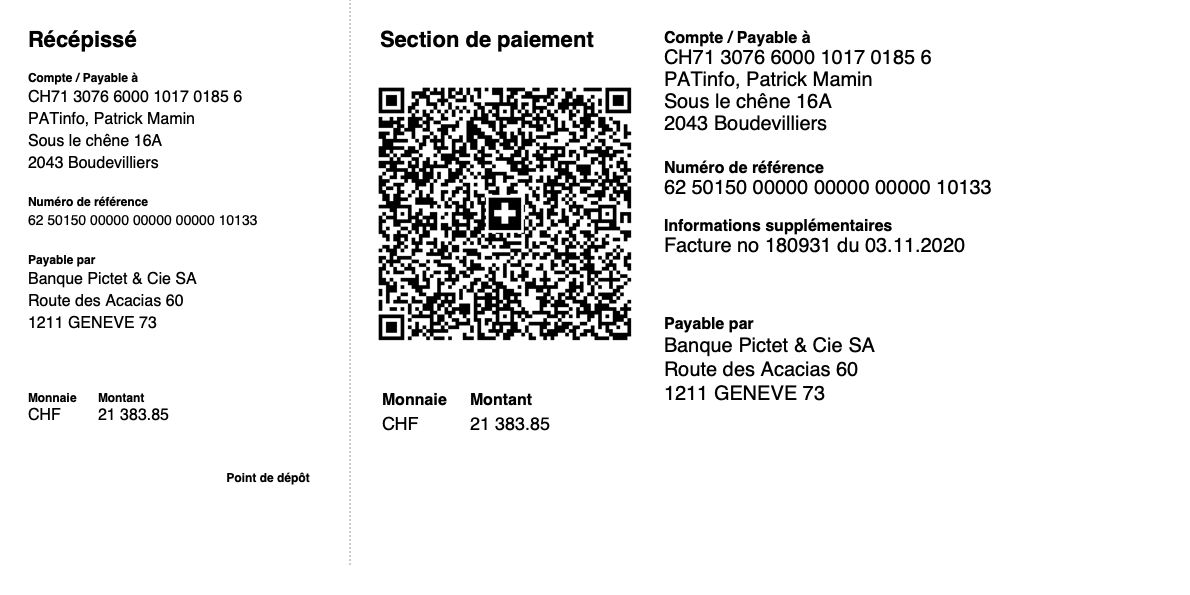 Récépissé
Compte / Payable à
CH71 3076 6000 1017 0185 6
PATinfo, Patrick Mamin
Sous le chêne 16A
2043 Boudevilliers
Numéro de référence
62 50150 00000 00000 00000 10133
Payable par
Banque Pictet & Cie SA
Route des Acacias 60
1211 GENEVE 73
Monnaie Montant
CHF 21 383.85
Point de dépôt
Section de paiement
Monnaie Montant
CHF 21 383.85
Compte / Payable à
CH71 3076 6000 1017 0185 6
PATinfo, Patrick Mamin
Sous le chêne 16A
2043 Boudevilliers
Numéro de référence
62 50150 00000 00000 00000 10133
Informations supplémentaires
Facture no 180931 du 03.11.2020
Payable par
Banque Pictet & Cie SA
Route des Acacias 60
1211 GENEVE 73